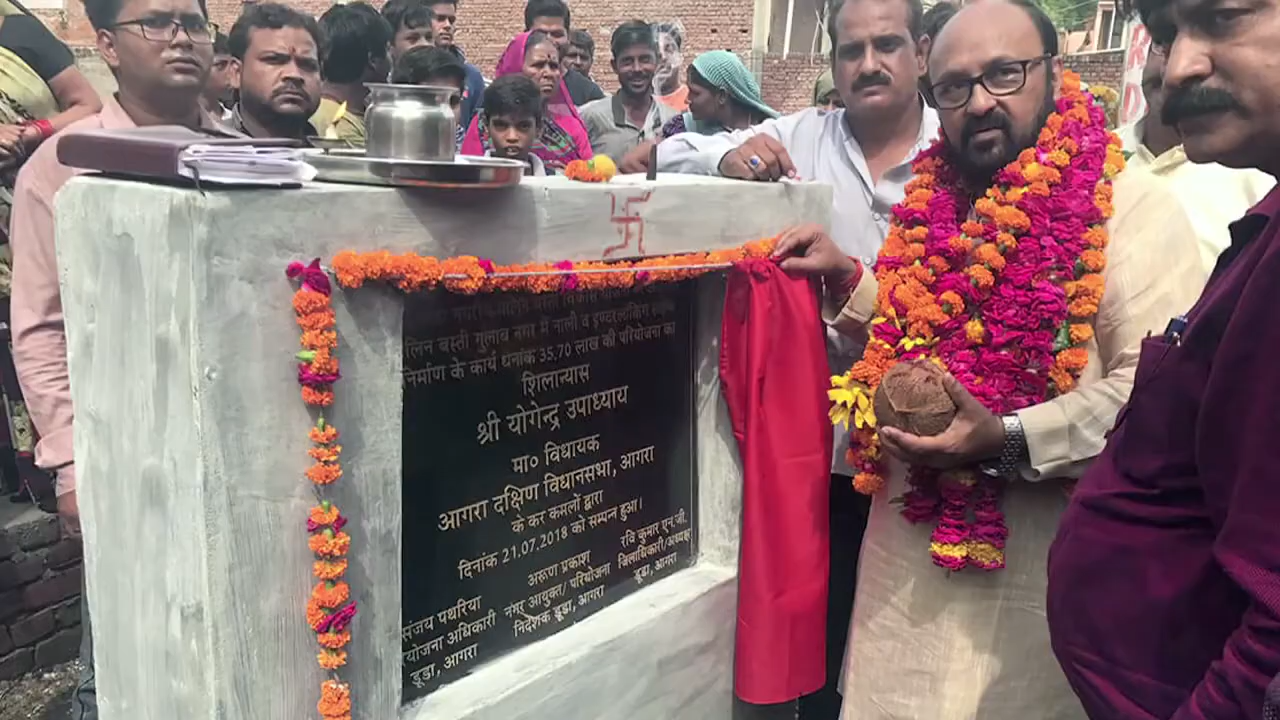 बस्ती विकास
लिन बस्ती गुलाब नगर में नाली व इण्टरलॉकिंग
निर्माण के कार्य धनांक 35.70 लाख की परियोजना का
शिलान्यास
श्री योगेन्द्र उपाध्याय
मा० विधायक
आगरा दक्षिण विधानसभा, आगरा
के कर कमलों द्वारा
दिनांक 21.07.2018 को सम्पन्न हुआ।
संजय पथरिया
योजना अधिकारी
डूडा, आगरा
अरूण प्रकाश
नगर आयुक्त/ परियोजना
निदेशक डूडा, आगरा
रवि कुमार एन.जी.
जिलाधिकारी/अध्यक्ष
डूडा, आगरा